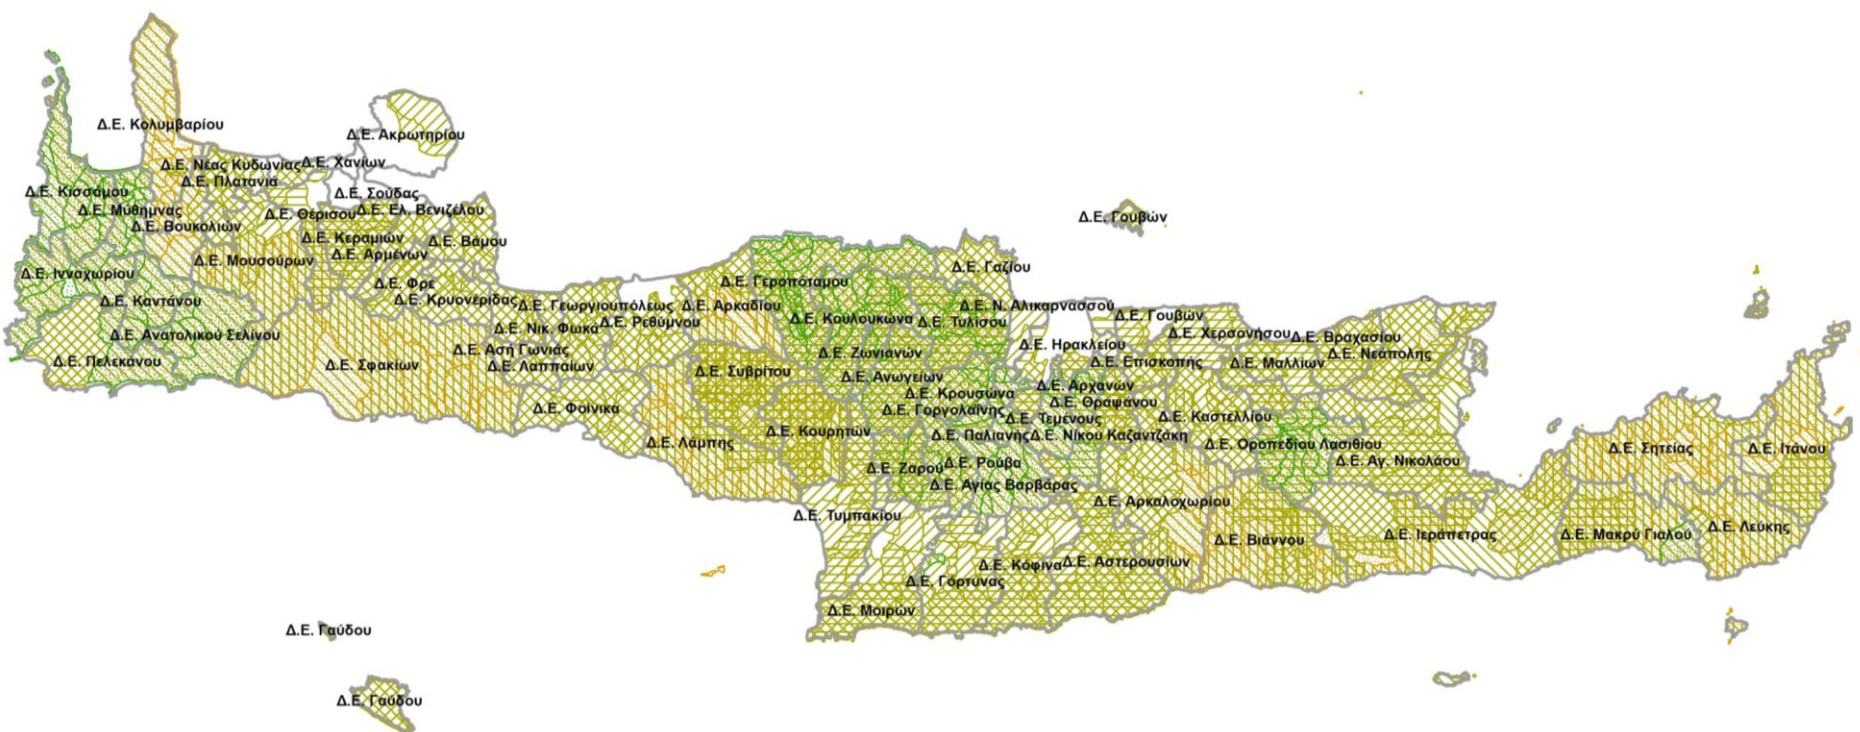 Δ.Ε. Κολυμβαρίου
Δ.Ε. Ακρωτηρίου
Δ.Ε. Νέας Κυδωνίας
Δ.Ε. Χανίων
Δ.Ε. Πλατανιά
Δ.Ε. Κισσάμου
Δ.Ε. Σούδας
Δ.Ε. Μύθημνας
Δ.Ε. Θέρισου
Δ.Ε. Ελ. Βενιζέλου
Δ.Ε. Γουβών
Δ.Ε. Βουκολιών
Δ.Ε. Κεραμιών
Δ.Ε. Βάμου
Δ.Ε. Αρμένων
Δ.Ε. Μουσούρων
Δ.Ε. Γαζίου
Δ.Ε. Ινναχωρίου
Δ.Ε. Φρε
Δ.Ε. Γεροπόταμου
Δ.Ε. Καντάνου
Δ.Ε. Κρυονέριδας
Δ.Ε. Γεωργιουπόλεως
Δ.Ε. Αρκαδίου
Δ.Ε. Ν. Αλικαρνασσού
Δ.Ε. Γουβών
Δ.Ε. Νικ. Φωκά
Δ.Ε. Ρεθύμνου
Δ.Ε. Κουλουκώνα
Δ.Ε. Τυλίσου
Δ.Ε. Ανατολικού Σελίνου
Δ.Ε. Χερσονήσου
Δ.Ε. Βραχασίου
Δ.Ε. Ασή Γωνιάς
Δ.Ε. Ζωνιανών
Δ.Ε. Ηρακλείου
Δ.Ε. Νεάπολης
Δ.Ε. Πελεκάνου
Δ.Ε. Σφακίων
Δ.Ε. Λαππαίων
Δ.Ε. Συβρίτου
Δ.Ε. Επισκοπής
Δ.Ε. Μαλλίων
Δ.Ε. Ανωγείων
Δ.Ε. Αρχανών
Δ.Ε. Κρουσώνα
Δ.Ε. Θραψάνου
Δ.Ε. Φοίνικα
Δ.Ε. Γοργολαΐνης
Δ.Ε. Τεμένους
Δ.Ε. Καστελλίου
Δ.Ε. Λάμπης
Δ.Ε. Κουρητών
Δ.Ε. Παλιανής
Δ.Ε. Νίκου Καζαντζάκη
Δ.Ε. Οροπεδίου Λασιθίου
Δ.Ε. Σητείας
Δ.Ε. Ιτάνου
Δ.Ε. Ζαρού
Δ.Ε. Ρούβα
Δ.Ε. Αγ. Νικολάου
Δ.Ε. Αγίας Βαρβάρας
Δ.Ε. Αρκαλοχωρίου
Δ.Ε. Τυμπακίου
Δ.Ε. Βιάννου
Δ.Ε. Ιεράπετρας
Δ.Ε. Μακρύ Γιαλού
Δ.Ε. Λεύκης
Δ.Ε. Κόφινα
Δ.Ε. Αστερουσίων
Δ.Ε. Γόρτυνας
Δ.Ε. Μοιρών
Δ.Ε. Γαύδου
Δ.Ε. Γαύδου